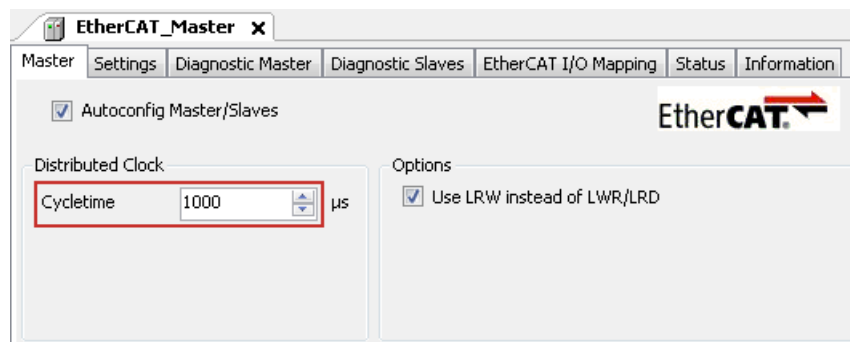 EtherCAT_Master x
Master Settings Diagnostic Master Diagnostic Slaves EtherCAT I/O Mapping Status Information
Autoconfig Master/Slaves
EtherCAT.
Distributed Clock
Options
Cycletime 1000 µs
Use LRW instead of LWR/LRD